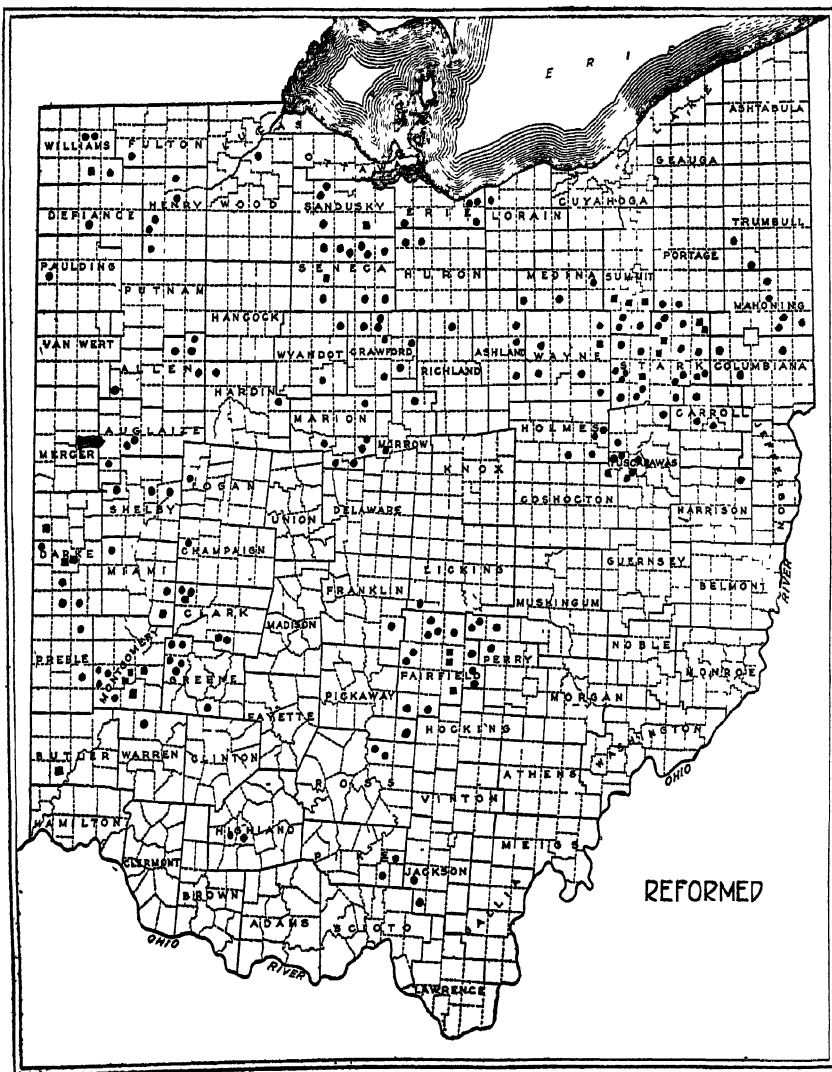 LAKE ERIE
ASHTABULA
WILLIAMS FULTON LUCAS OTTAWA GEAUGA
CUYAHOGA
DEFIANCE HENRY WOOD SANDUSKY ERIE LORAIN TRUMBULL
PAULDING PUTNAM SENECA HURON MEDINA SUMMIT PORTAGE
MAHONING
HANCOCK
VAN WERT ALLEN WYANDOT CRAWFORD RICHLAND ASHLAND WAYNE STARK COLUMBIANA
HARDIN
MERCER AUGLAIZE MARION MORROW HOLMES CARROLL JEFFERSON
LOGAN KNOX TUSCARAWAS
SHELBY UNION DELAWARE COSHOCTON HARRISON
DARKE CHAMPAIGN GUERNSEY
MIAMI FRANKLIN LICKING MUSKINGUM BELMONT
CLARK MADISON RIVER
PREBLE MONTGOMERY GREENE FAIRFIELD PERRY NOBLE MONROE
FAYETTE PICKAWAY MORGAN
HOCKING WASHINGTON
BUTLER WARREN CLINTON ROSS ATHENS OHIO
VINTON
HAMILTON HIGHLAND MEIGS
CLERMONT PIKE JACKSON
REFORMED
BROWN ADAMS SCIOTO GALLIA
OHIO RIVER
LAWRENCE